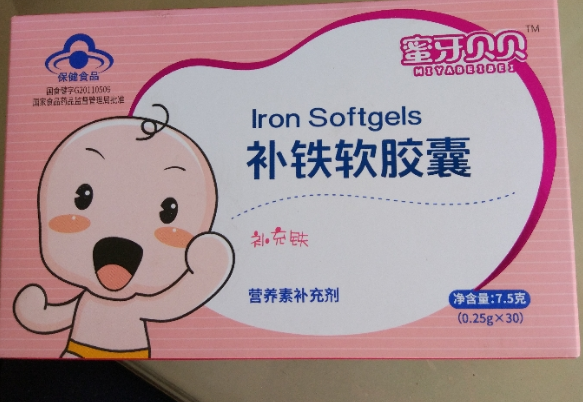 保健食品
国食健字G20110506
国家食品药品监督管理局批准
蜜牙贝贝™
MIYABEIBEI
Iron Softgels
补铁软胶囊
补充铁
营养素补充剂
净含量:7.5克
(0.25g×30)